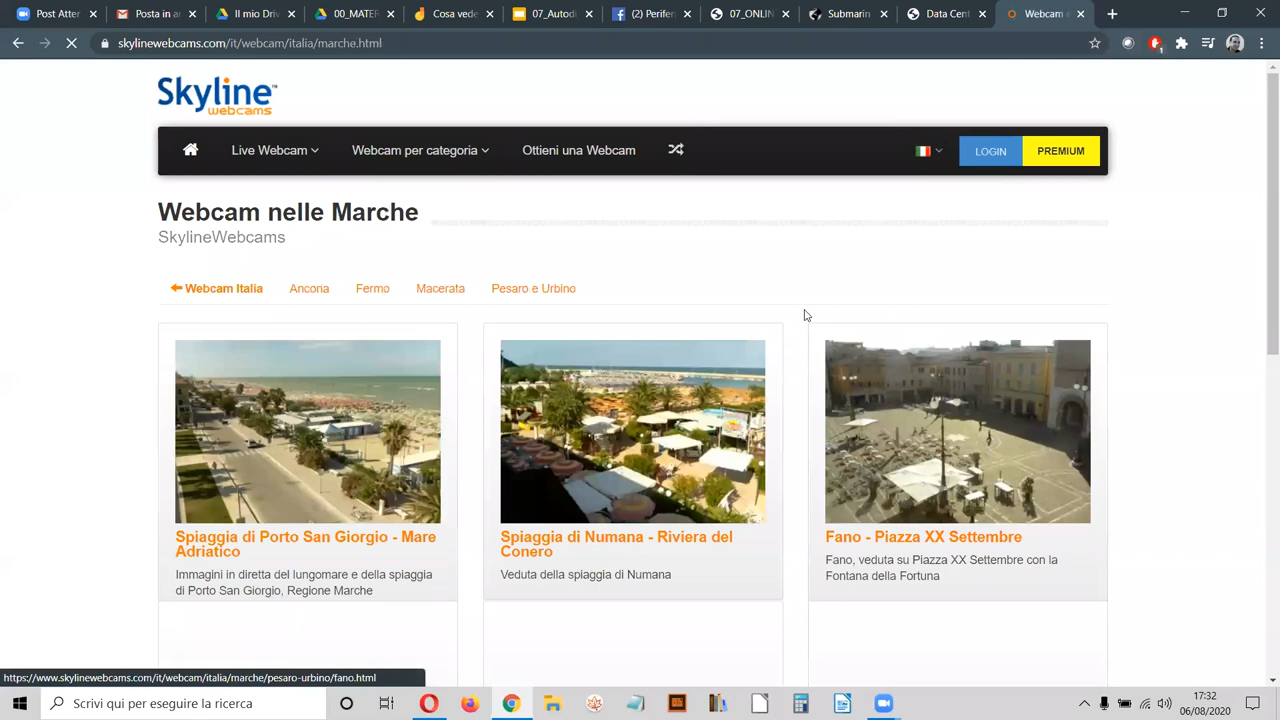 Post Atter
Posta in a
Il mio Driv
00_MATER
Cosa vede
07_Autodi
(2) Perifer
07_ONLIN
Submarin
Data Cent
Webcam n
skylinewebcams.com/it/webcam/italia/marche.html
Skyline
webcams
Live Webcam
Webcam per categoria
Ottieni una Webcam
LOGIN
PREMIUM
Webcam nelle Marche
SkylineWebcams
Webcam Italia
Ancona
Fermo
Macerata
Pesaro e Urbino
Spiaggia di Porto San Giorgio - Mare
Adriatico
Immagini in diretta del lungomare e della spiaggia
di Porto San Giorgio, Regione Marche
Spiaggia di Numana - Riviera del
Conero
Veduta della spiaggia di Numana
Fano - Piazza XX Settembre
Fano, veduta su Piazza XX Settembre con la
Fontana della Fortuna
https://www.skylinewebcams.com/it/webcam/italia/marche/pesaro-urbino/fano.html
Scrivi qui per eseguire la ricerca
17:32
06/08/2020